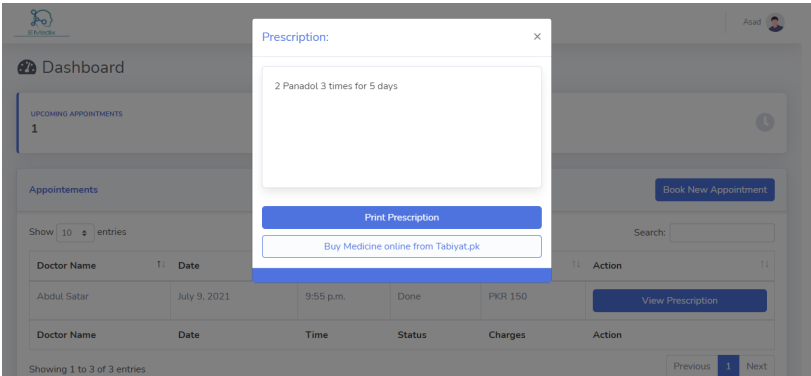 E-Medix
Asad
Dashboard
UPCOMING APPOINTMENTS
1
Prescription:
×
2 Panadol 3 times for 5 days
Print Prescription
Buy Medicine online from Tabiyat.pk
Appointements
Book New Appointment
Show 10 entries
Search:
Doctor Name Date Action
Abdul Satar July 9, 2021 9:55 p.m. Done PKR 150 View Prescription
Doctor Name Date Time Status Charges Action
Showing 1 to 3 of 3 entries
Previous 1 Next